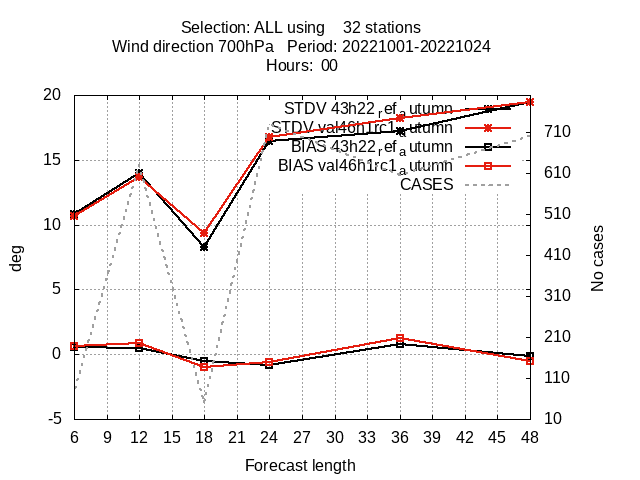 Selection: ALL using 32 stations
Wind direction 700hPa Period: 20221001-20221024
Hours: 00
20
15
10
5
0
-5
deg
STDV 43h22_ref_autumn
STDV val46h1rc1_autumn
BIAS 43h22_ref_autumn
BIAS val46h1rc1_autumn
CASES
710
610
510
410
310
210
110
10
No cases
6 9 12 15 18 21 24 27 30 33 36 39 42 45 48
Forecast length